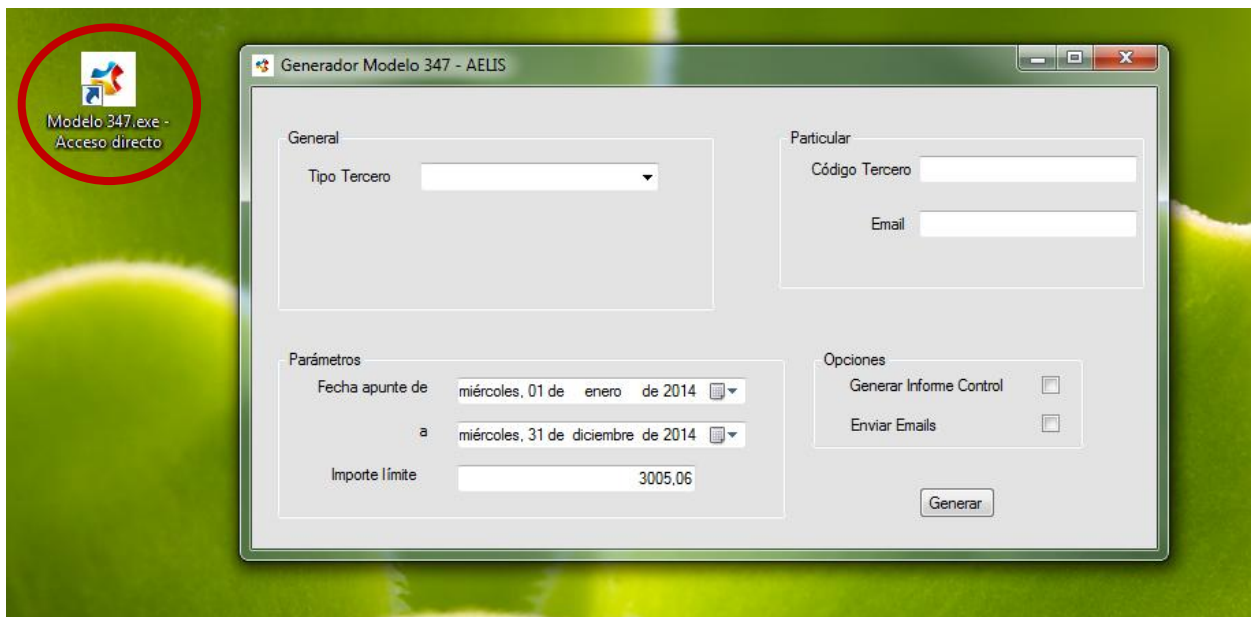 Modelo 347.exe -
Acceso directo
Generador Modelo 347 - AELIS
General
Tipo Tercero
Particular
Código Tercero
Email
Parámetros
Fecha apunte de
miércoles, 01 de enero de 2014
a
miércoles, 31 de diciembre de 2014
Importe límite
3005,06
Opciones
Generar Informe Control
Enviar Emails
Generar